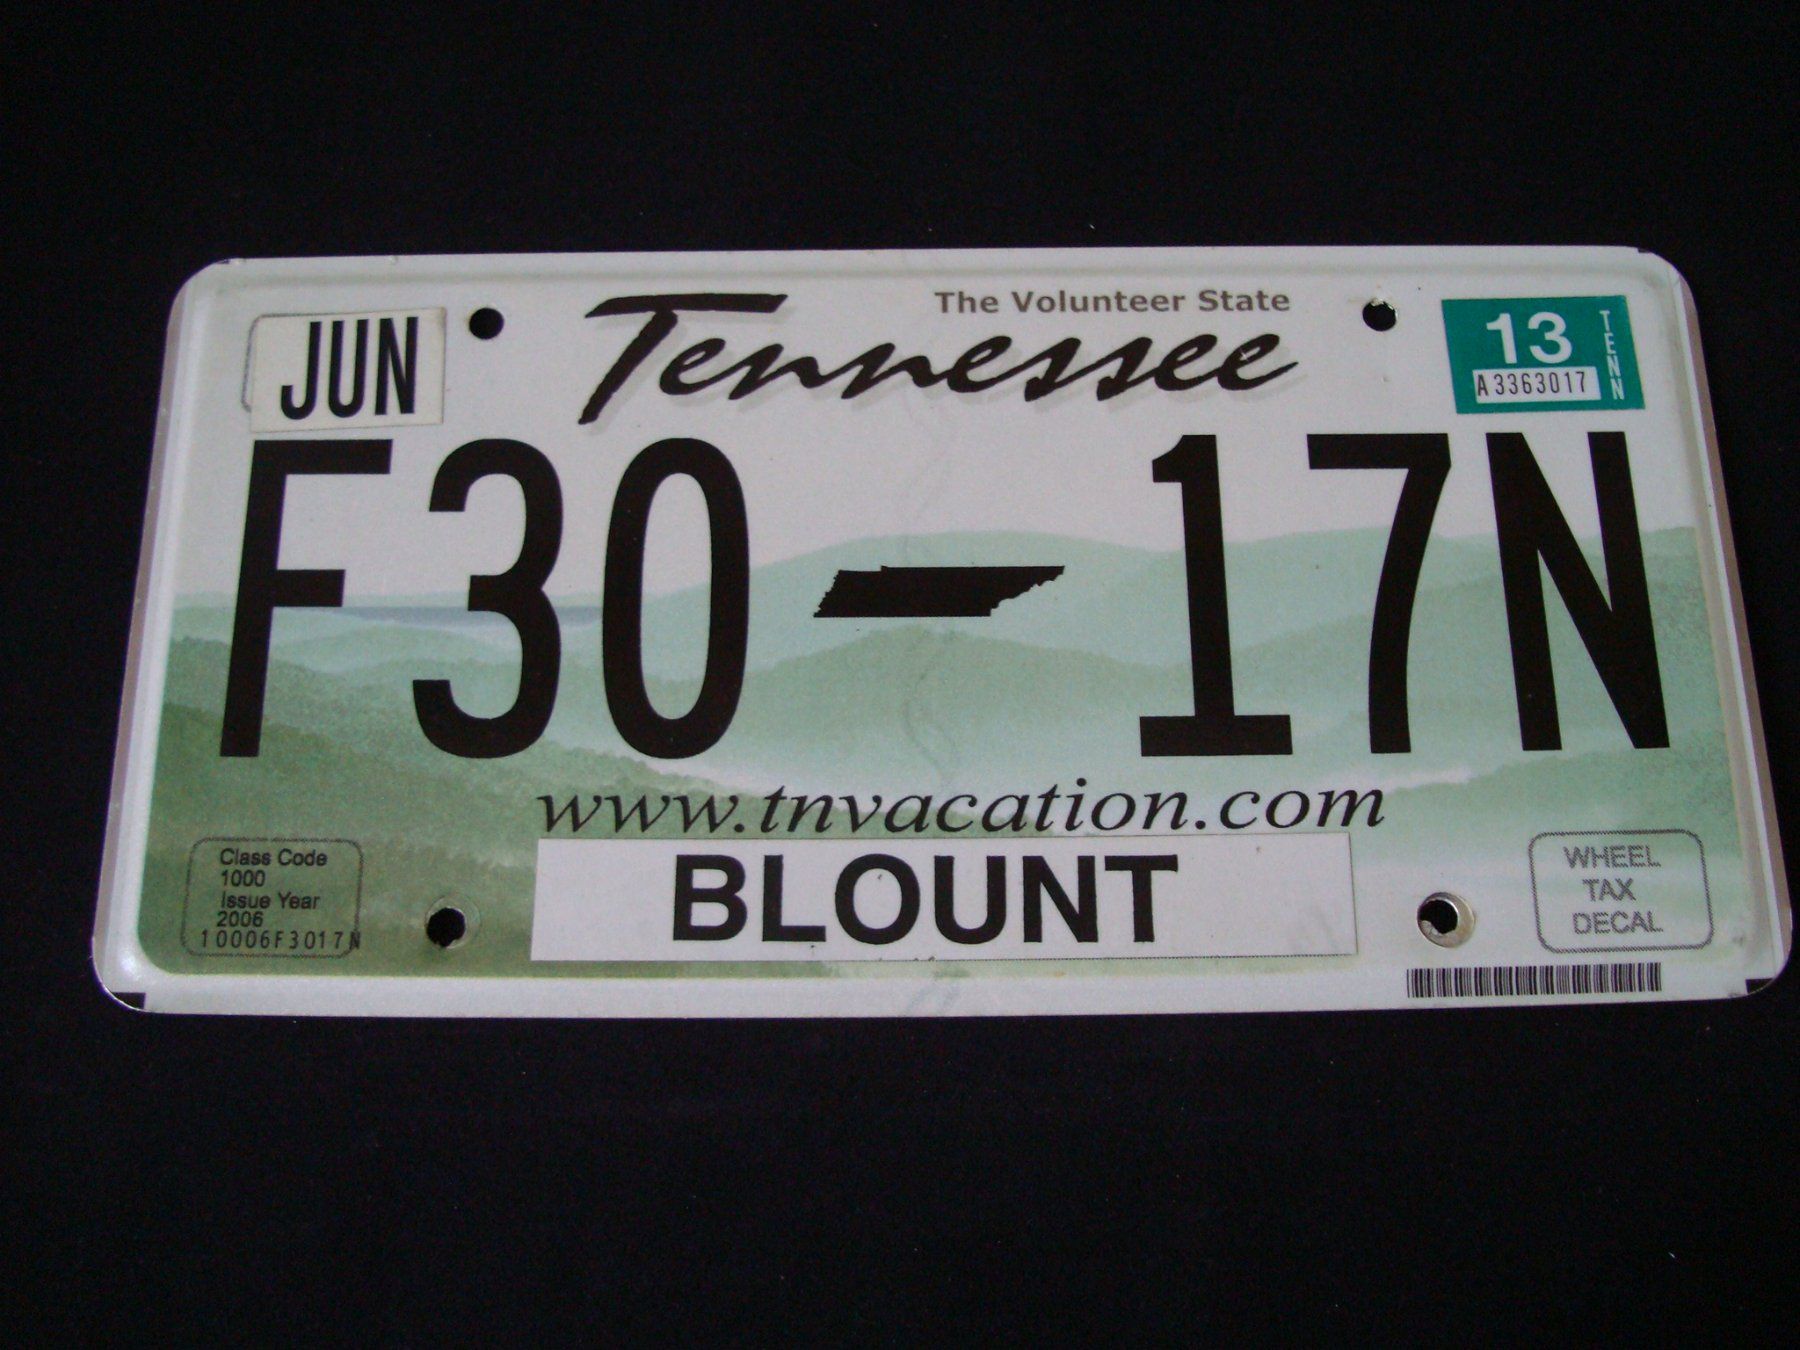 The Volunteer State
JUN
Tennessee
13
TENN
A3363017
F30 17N
www.tnvacation.com
BLOUNT
Class Code
1000
Issue Year
2006
10006F3017N
WHEEL
TAX
DECAL